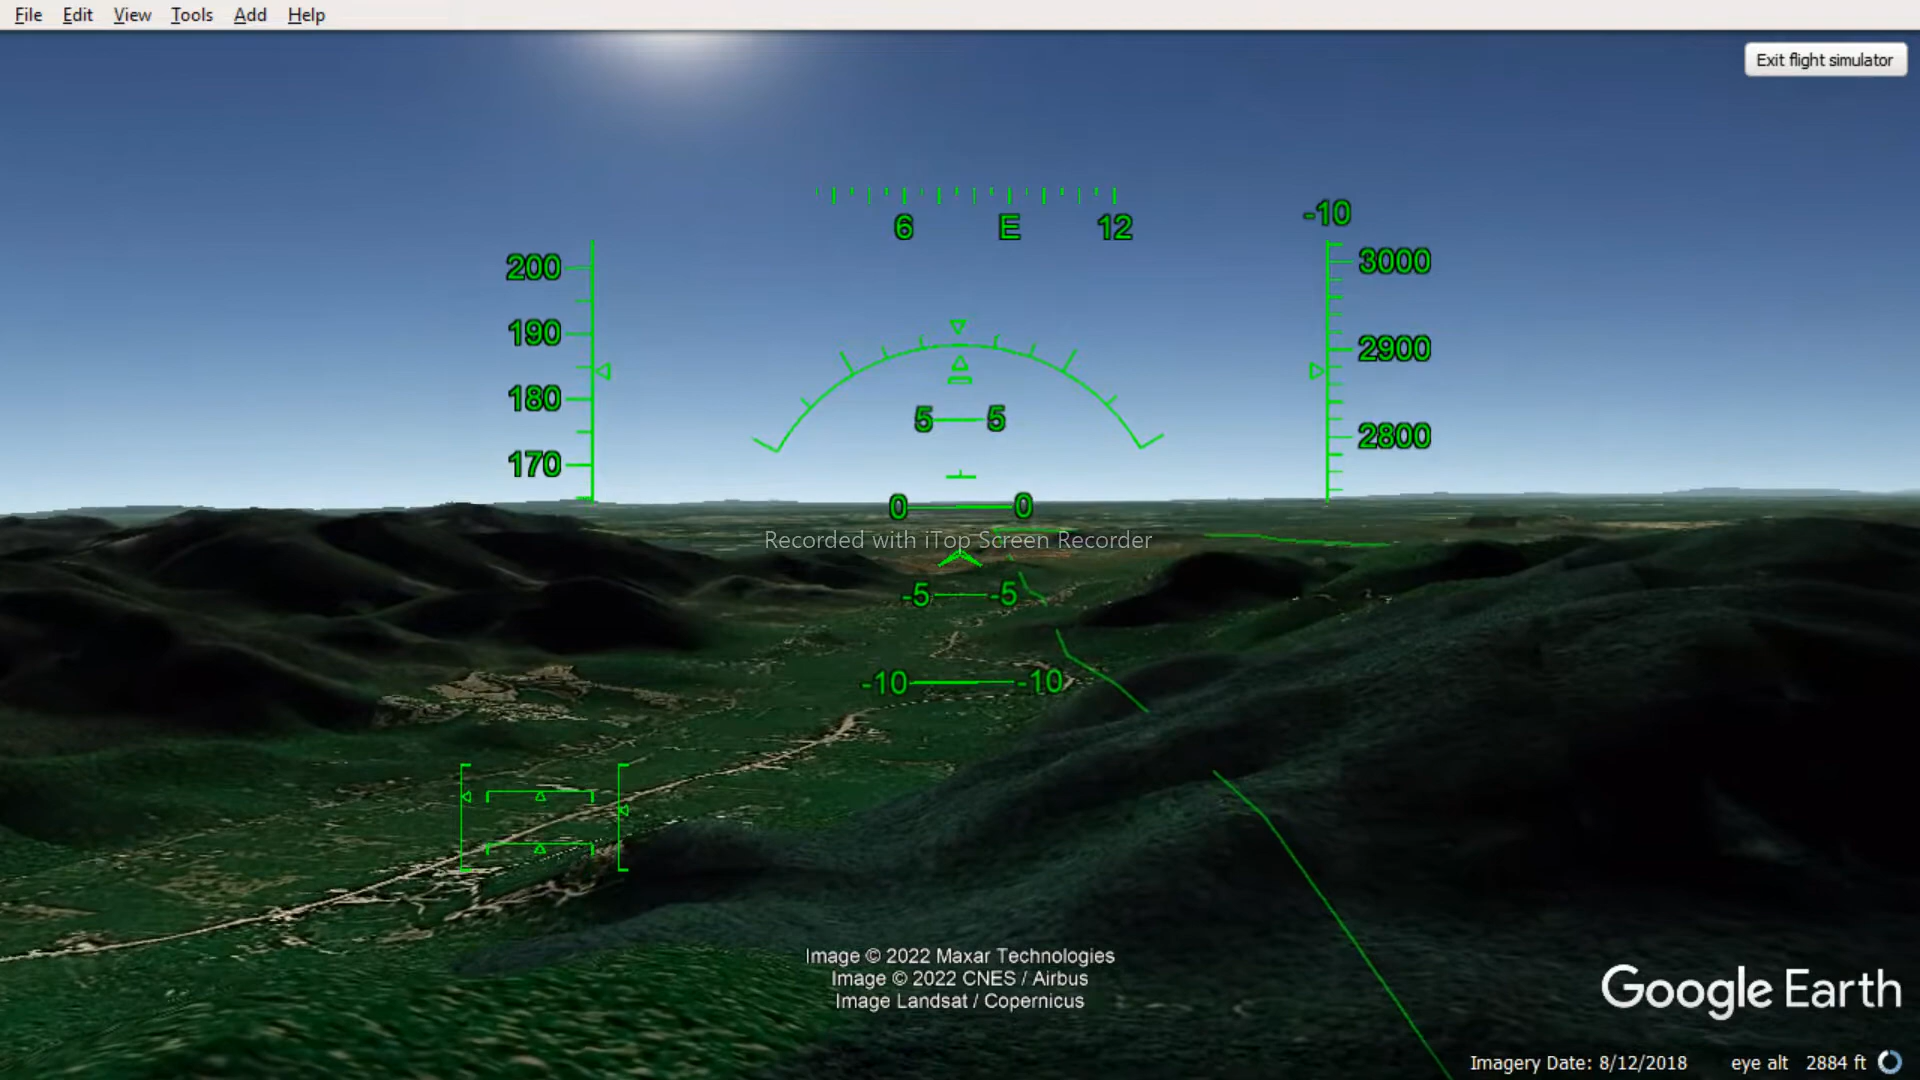 File Edit View Tools Add Help
Exit flight simulator
6 E 12
-10
200
190
180
170
3000
2900
2800
5 5
0 0
Recorded with iTop Screen Recorder
-5 -5
-10 -10
Image © 2022 Maxar Technologies
Image © 2022 CNES / Airbus
Image Landsat / Copernicus
Google Earth
Imagery Date: 8/12/2018 eye alt 2884 ft